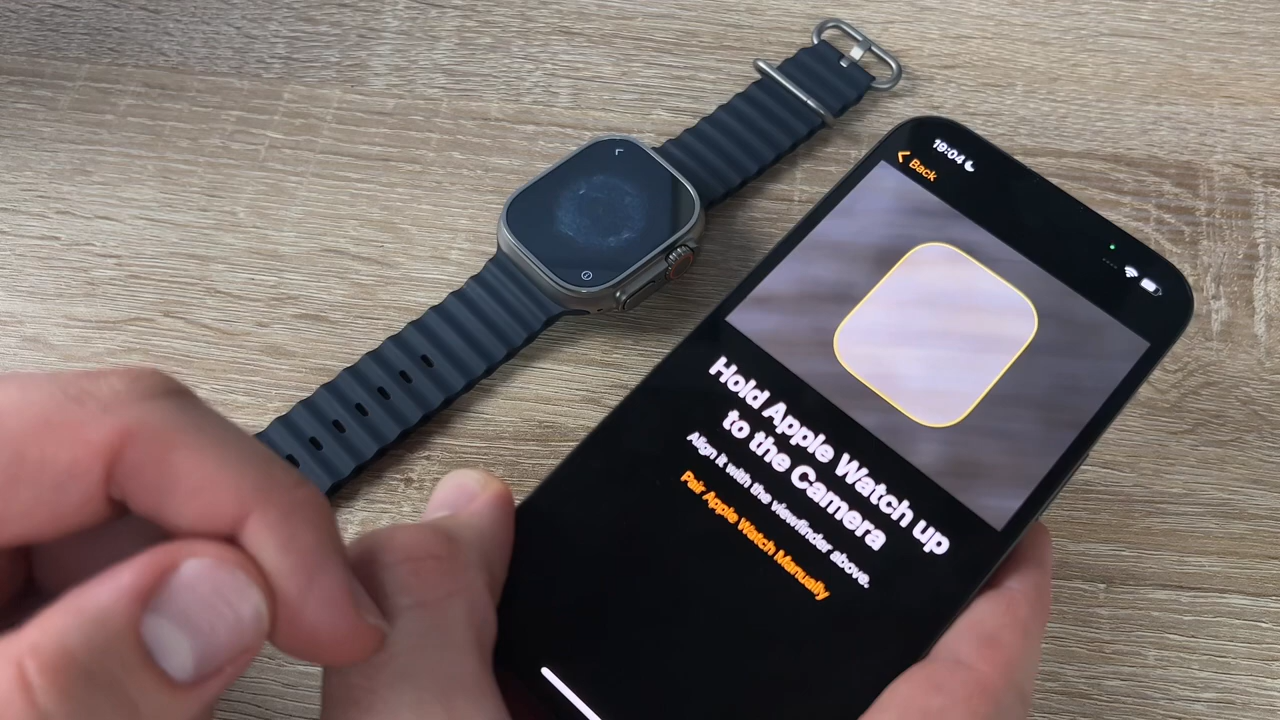 19:04
Back
Hold Apple Watch up
to the Camera
Align it with the viewfinder above.
Pair Apple Watch Manually